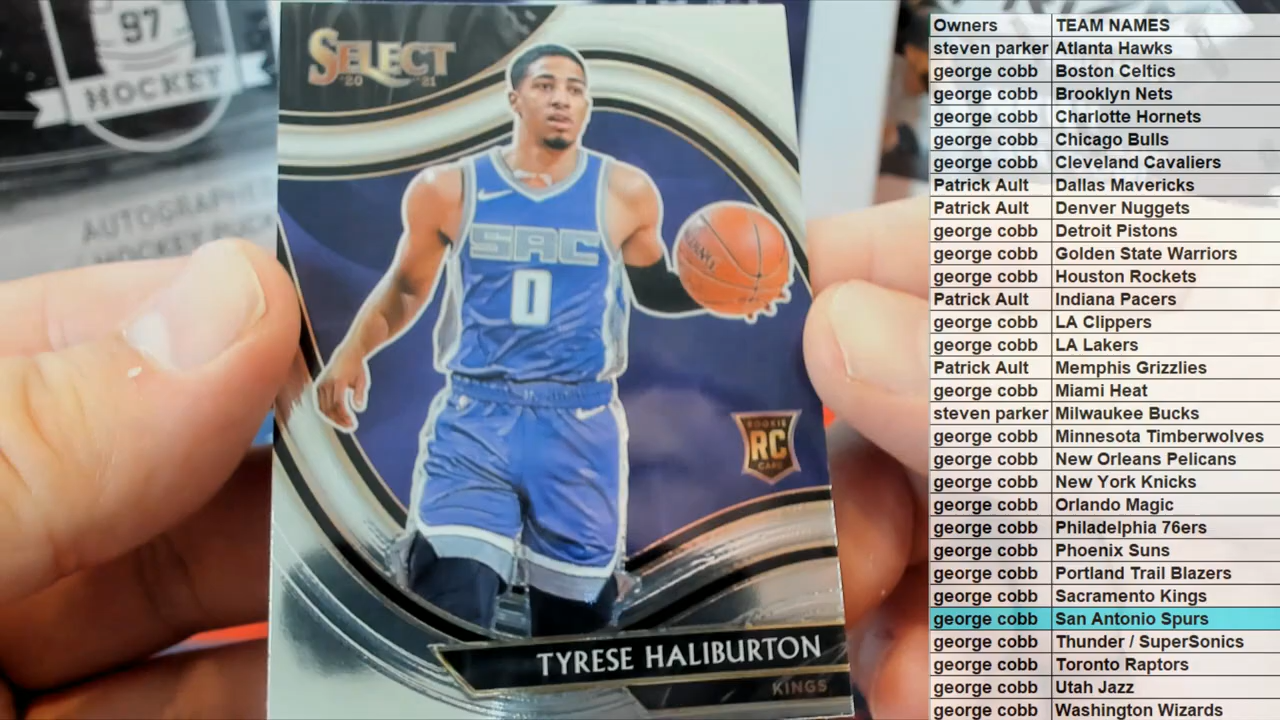 97
HOCKEY
AUTOGRAPH
HOCKEY PUCK
SELECT
20 21
SAC
0
ROOKIE
RC
CARD
TYRESE HALIBURTON
KINGS
Owners TEAM NAMES
steven parker Atlanta Hawks
george cobb Boston Celtics
george cobb Brooklyn Nets
george cobb Charlotte Hornets
george cobb Chicago Bulls
george cobb Cleveland Cavaliers
Patrick Ault Dallas Mavericks
Patrick Ault Denver Nuggets
george cobb Detroit Pistons
george cobb Golden State Warriors
george cobb Houston Rockets
Patrick Ault Indiana Pacers
george cobb LA Clippers
george cobb LA Lakers
Patrick Ault Memphis Grizzlies
george cobb Miami Heat
steven parker Milwaukee Bucks
george cobb Minnesota Timberwolves
george cobb New Orleans Pelicans
george cobb New York Knicks
george cobb Orlando Magic
george cobb Philadelphia 76ers
george cobb Phoenix Suns
george cobb Portland Trail Blazers
george cobb Sacramento Kings
george cobb San Antonio Spurs
george cobb Thunder / SuperSonics
george cobb Toronto Raptors
george cobb Utah Jazz
george cobb Washington Wizards